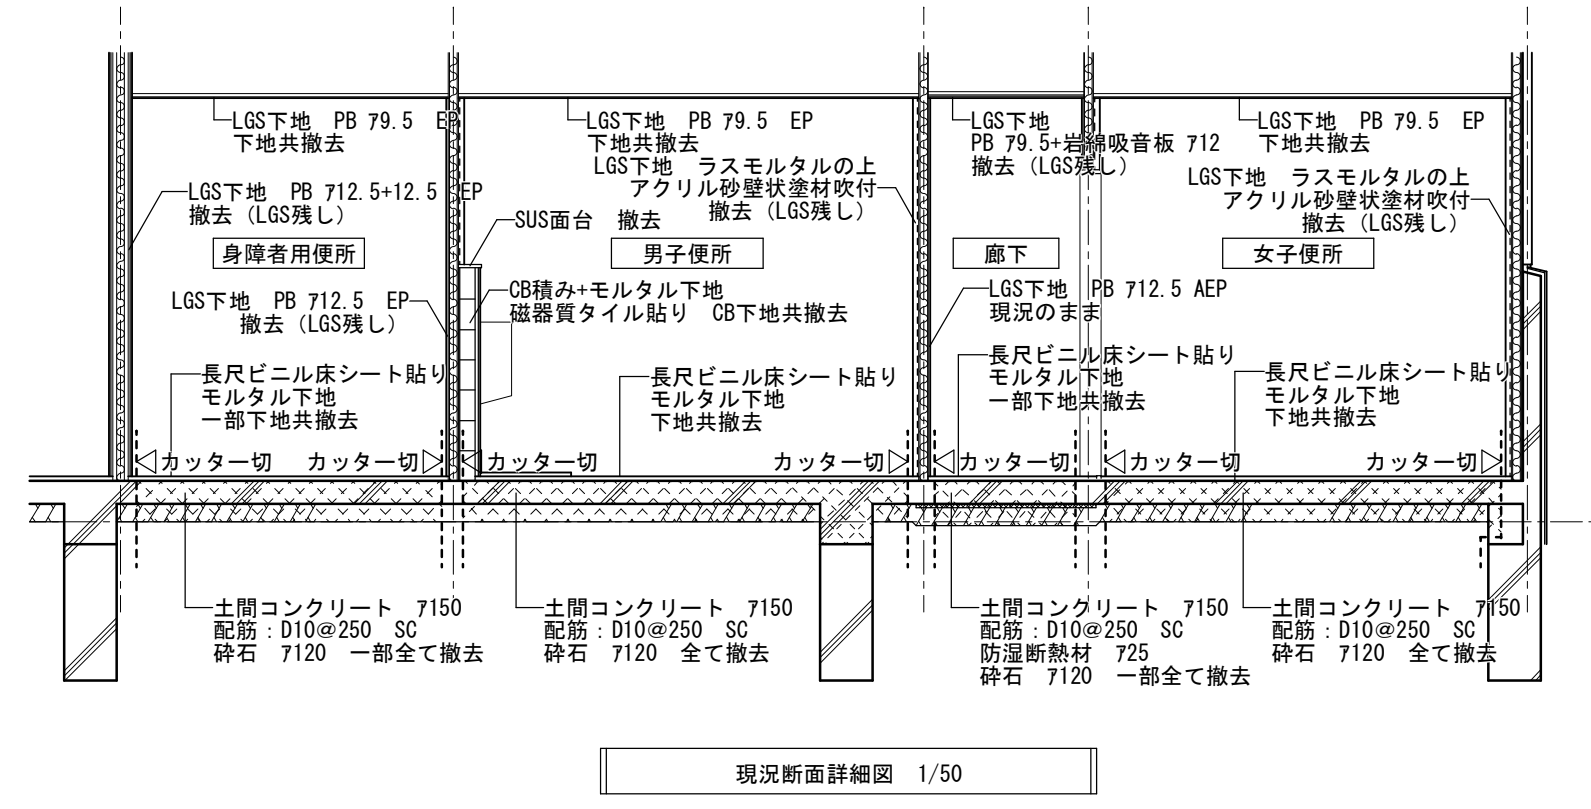 LGS下地 PB ｱ9.5 EP
下地共撤去
LGS下地 PB ｱ9.5 EP
下地共撤去
LGS下地
PB ｱ9.5+岩綿吸音板 ｱ12
撤去（LGS残し）
LGS下地 PB ｱ9.5 EP
下地共撤去
LGS下地 PB ｱ12.5+12.5 EP
撤去（LGS残し）
LGS下地 ラスモルタルの上
アクリル砂壁状塗材吹付
撤去（LGS残し）
LGS下地 ラスモルタルの上
アクリル砂壁状塗材吹付
撤去（LGS残し）
SUS面台 撤去
身障者用便所
男子便所
廊下
女子便所
LGS下地 PB ｱ12.5 EP
撤去（LGS残し）
CB積み+モルタル下地
磁器質タイル貼り CB下地共撤去
LGS下地 PB ｱ12.5 AEP
現況のまま
長尺ビニル床シート貼り
モルタル下地
一部下地共撤去
長尺ビニル床シート貼り
モルタル下地
下地共撤去
長尺ビニル床シート貼り
モルタル下地
一部下地共撤去
長尺ビニル床シート貼り
モルタル下地
下地共撤去
カッター切 カッター切 カッター切 カッター切 カッター切 カッター切 カッター切
土間コンクリート ｱ150
配筋：D10@250 SC
砕石 ｱ120 一部全て撤去
土間コンクリート ｱ150
配筋：D10@250 SC
砕石 ｱ120 全て撤去
土間コンクリート ｱ150
配筋：D10@250 SC
防湿断熱材 ｱ25
砕石 ｱ120 一部全て撤去
土間コンクリート ｱ150
配筋：D10@250 SC
砕石 ｱ120 全て撤去
現況断面詳細図 1/50